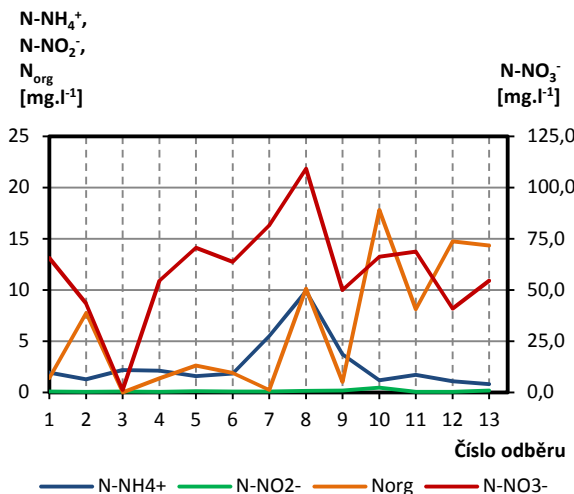 N-NH₄⁺,
N-NO₂⁻,
N_org
[mg.l⁻¹]
N-NO₃⁻
[mg.l⁻¹]
25
20
15
10
5
0
125,0
100,0
75,0
50,0
25,0
0,0
1 2 3 4 5 6 7 8 9 10 11 12 13
Číslo odběru
N-NH4+ N-NO2- Norg N-NO3-